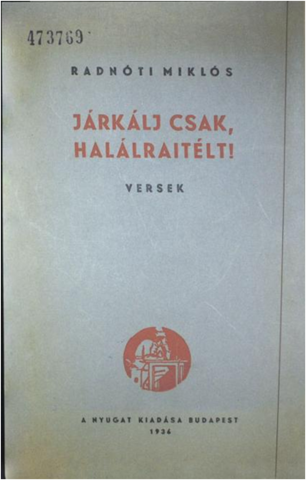 473769
RADNÓTI MIKLÓS
JÁRKÁLJ CSAK,
HALÁLRAITÉLT!
VERSEK
A NYUGAT KIADÁSA BUDAPEST
1936